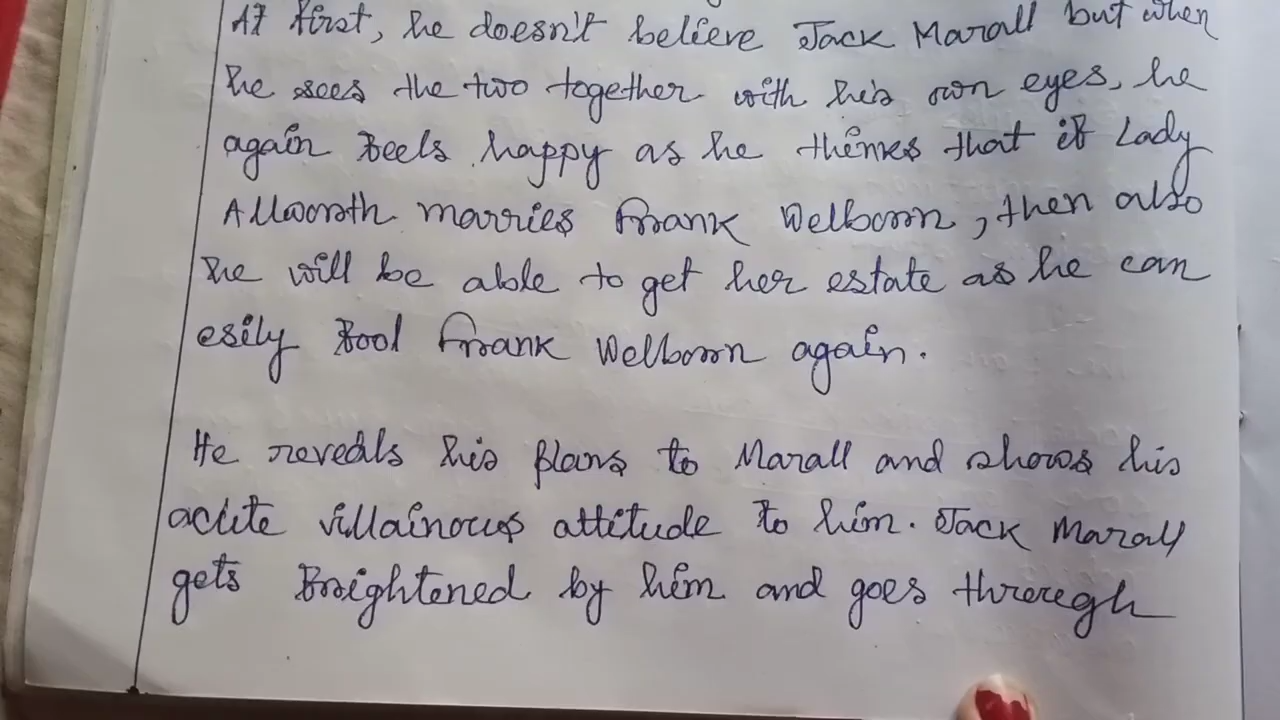 At first, he doesn't believe Jack Marall but when
he sees the two together with his own eyes, he
again feels happy as he thinks that if Lady
Allworth marries Frank Welborn, then also
he will be able to get her estate as he can
esily fool Frank Welborn again.
He reveals his plans to Marall and shows his
acute villainous attitude to him. Jack Marall
gets frightened by him and goes through